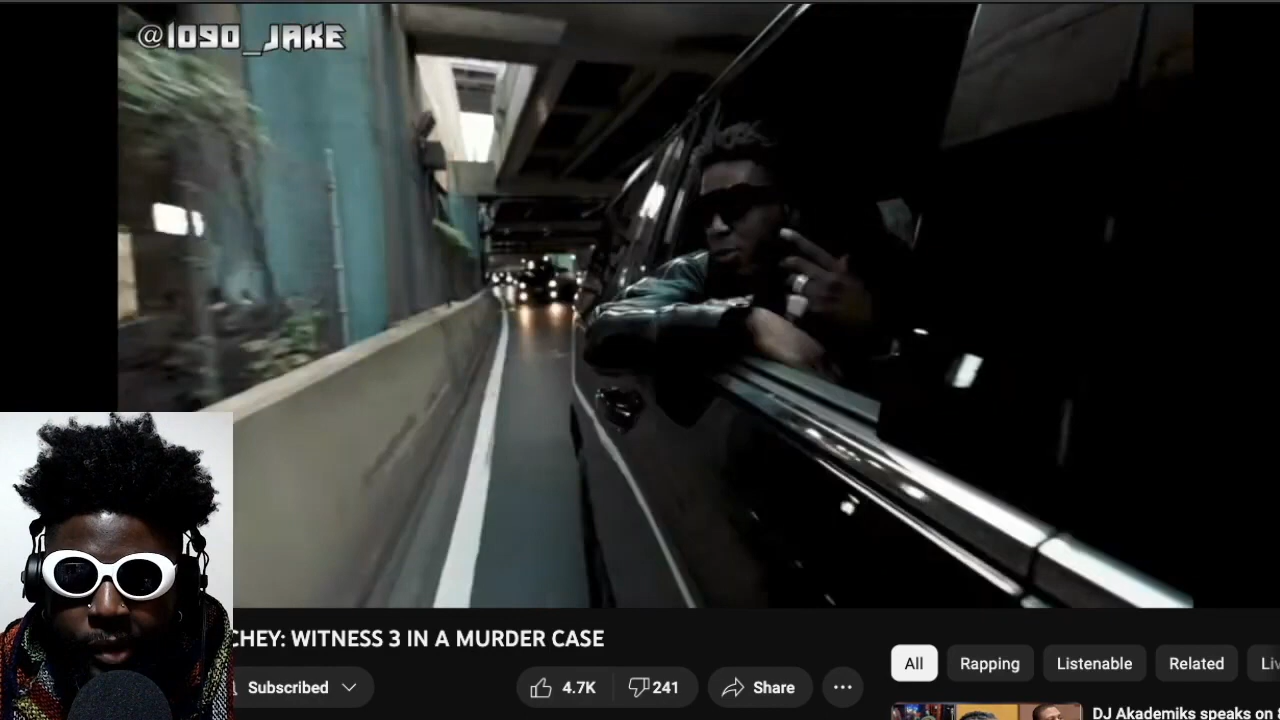 @1090_JAKE
CHEY: WITNESS 3 IN A MURDER CASE
Subscribed
4.7K
241
Share
All
Rapping
Listenable
Related
Li
DJ Akademiks speaks on